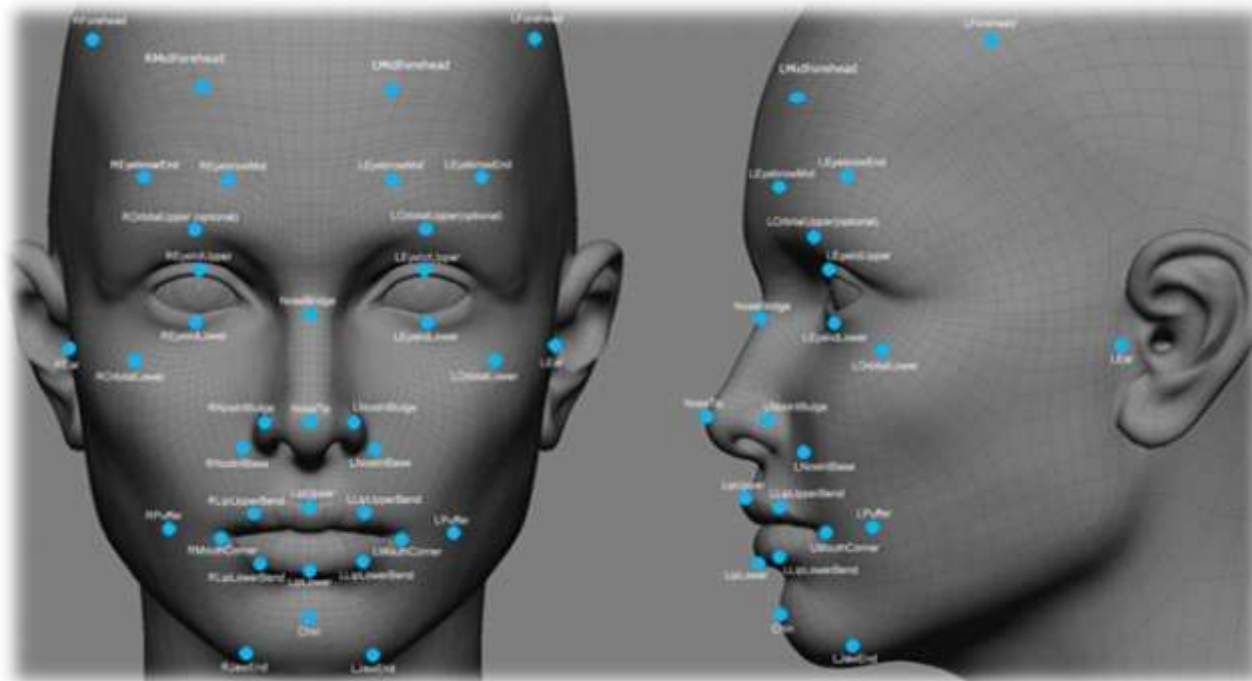 RForehead
LForehead
RMidforehead
LMidforehead
REyebrowEnd
REyebrowMid
LEyebrowMid
LEyebrowEnd
ROrbitalUpper (optional)
LOrbitalUpper(optional)
REyelidUpper
LEyelidUpper
NoseBridge
REyelidLower
LEyelidLower
REar
LEar
ROrbitalLower
LOrbitalLower
RNostrilBulge
NoseTip
LNostrilBulge
RNostrilBase
LNostrilBase
RLipUpperBend
LipUpper
LLipUpperBend
RPuffer
LPuffer
RMouthCorner
LMouthCorner
RLipLowerBend
LipLower
LLipLowerBend
Chin
RJawEnd
LJawEnd
LForehead
LMidforehead
LEyebrowEnd
LEyebrowMid
LOrbitalUpper(optional)
LEyelidUpper
NoseBridge
LEyelidLower
LOrbitalLower
LEar
NoseTip
LNostrilBulge
LNostrilBase
LipUpper
LLipUpperBend
LPuffer
LMouthCorner
LipLower
LLipLowerBend
Chin
LJawEnd